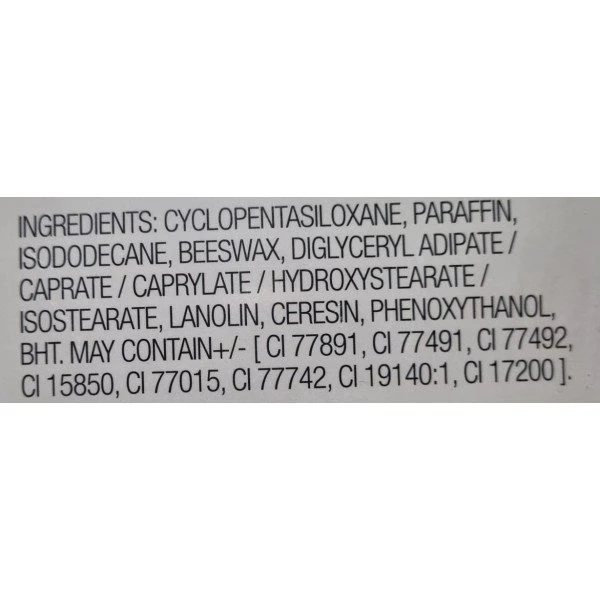 INGREDIENTS: CYCLOPENTASILOXANE, PARAFFIN,
ISODODECANE, BEESWAX, DIGLYCERYL ADIPATE /
CAPRATE / CAPRYLATE / HYDROXYSTEARATE /
ISOSTEARATE, LANOLIN, CERESIN, PHENOXYTHANOL,
BHT. MAY CONTAIN+/- [ CI 77891, CI 77491, CI 77492,
CI 15850, CI 77015, CI 77742, CI 19140:1, CI 17200 ].